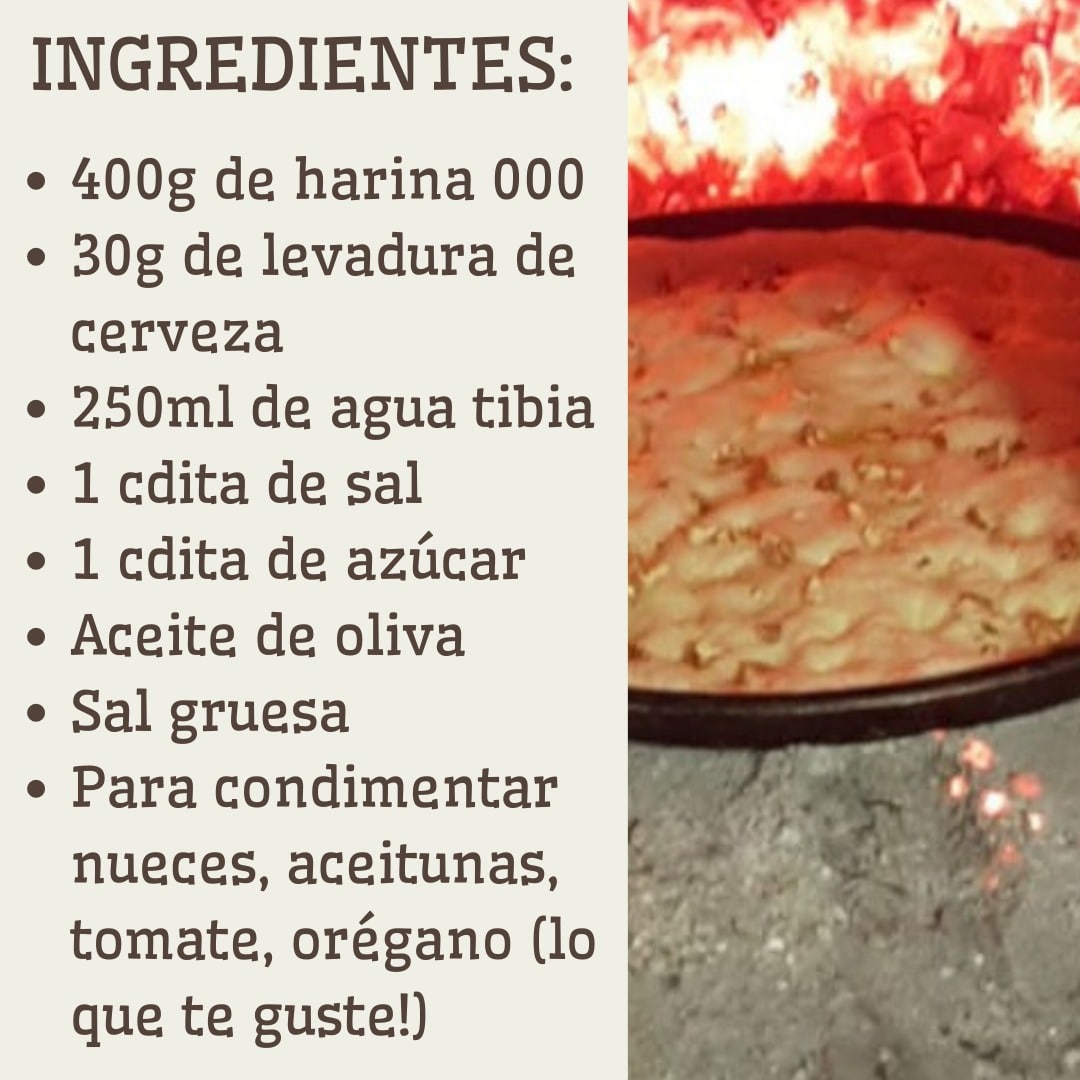 INGREDIENTES:
• 400g de harina 000
• 30g de levadura de
cerveza
• 250ml de agua tibia
• 1 cdita de sal
• 1 cdita de azúcar
• Aceite de oliva
• Sal gruesa
• Para condimentar
nueces, aceitunas,
tomate, orégano (lo
que te guste!)